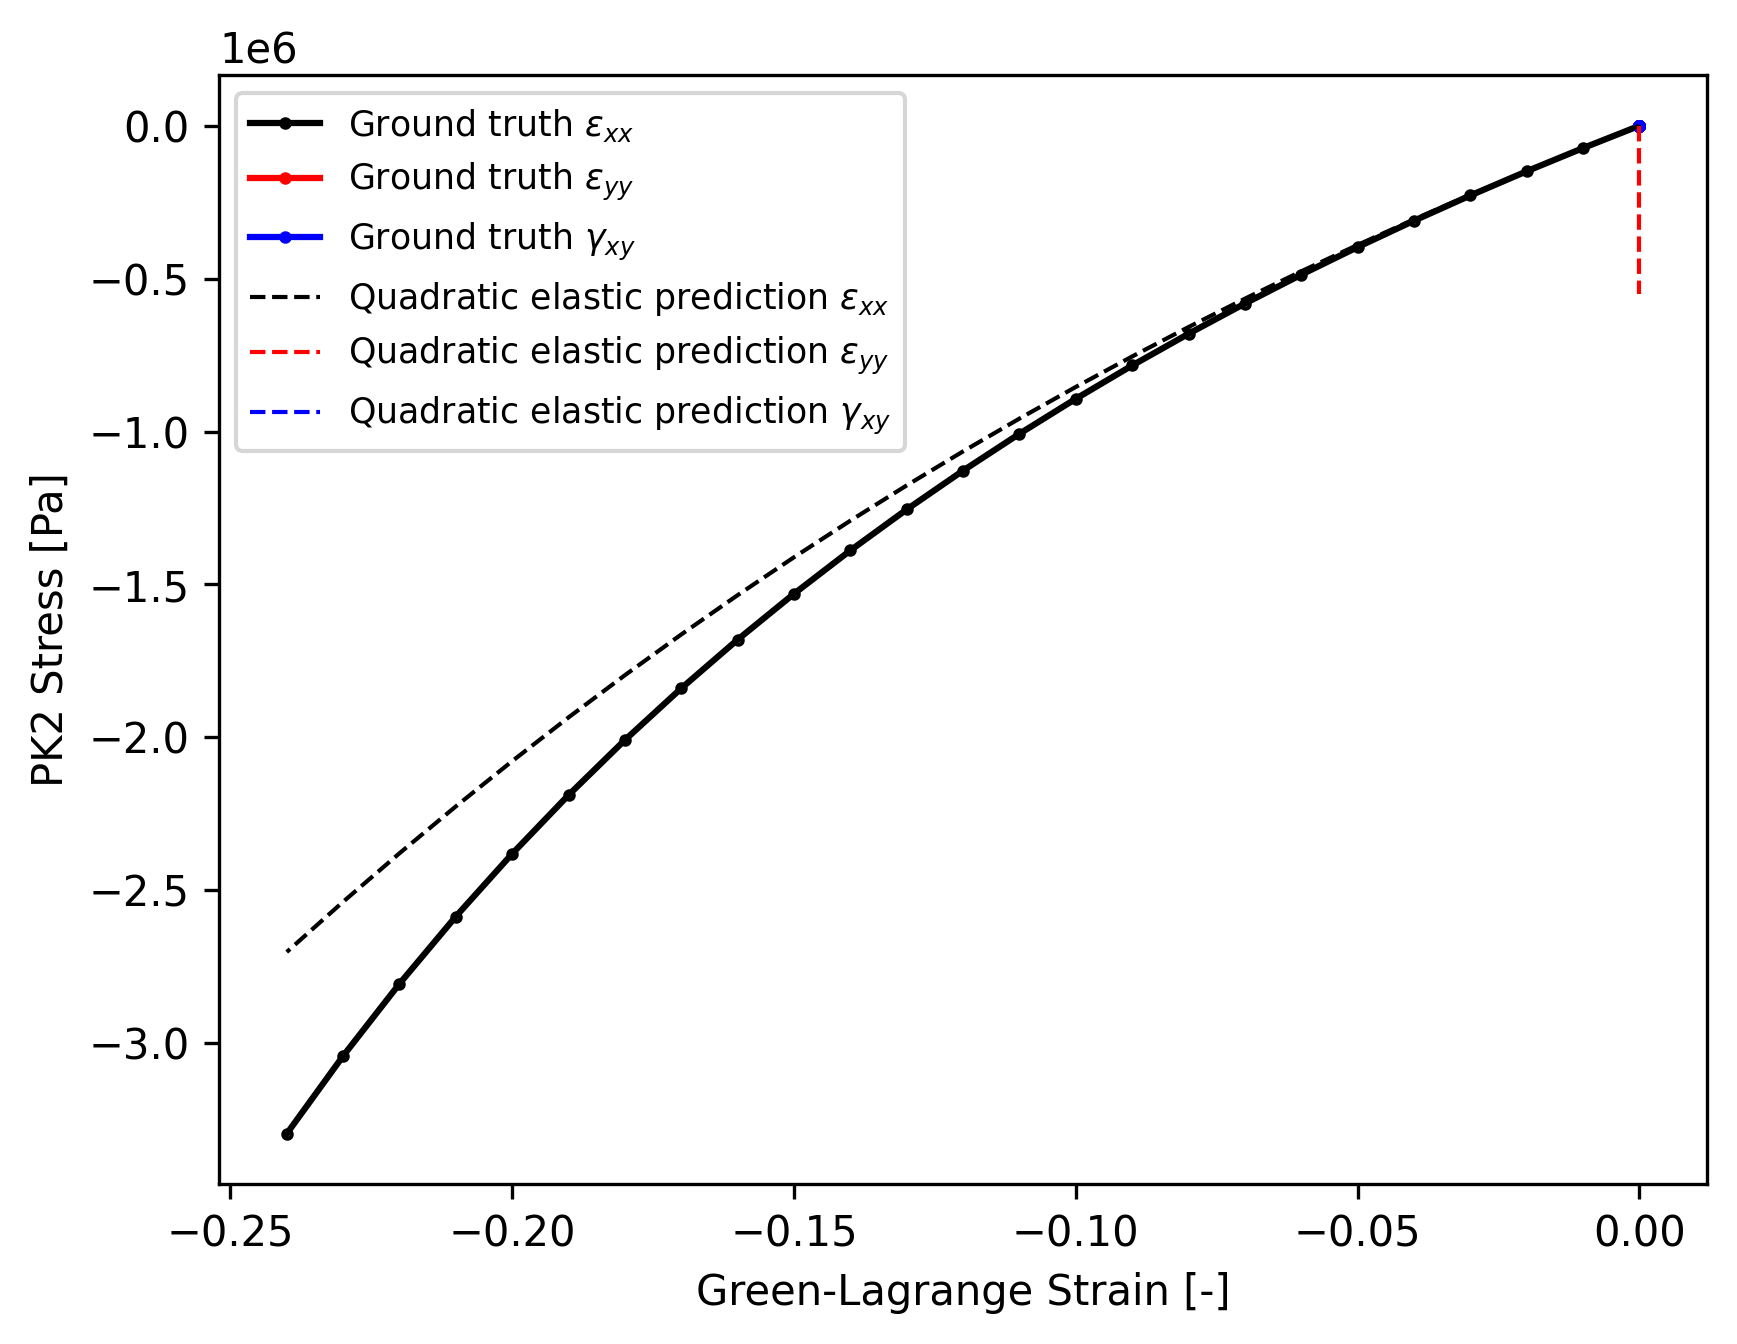 1e6
0.0
−0.5
−1.0
−1.5
−2.0
−2.5
−3.0
PK2 Stress [Pa]
Ground truth εxx
Ground truth εyy
Ground truth γxy
Quadratic elastic prediction εxx
Quadratic elastic prediction εyy
Quadratic elastic prediction γxy
−0.25
−0.20
−0.15
−0.10
−0.05
0.00
Green-Lagrange Strain [-]